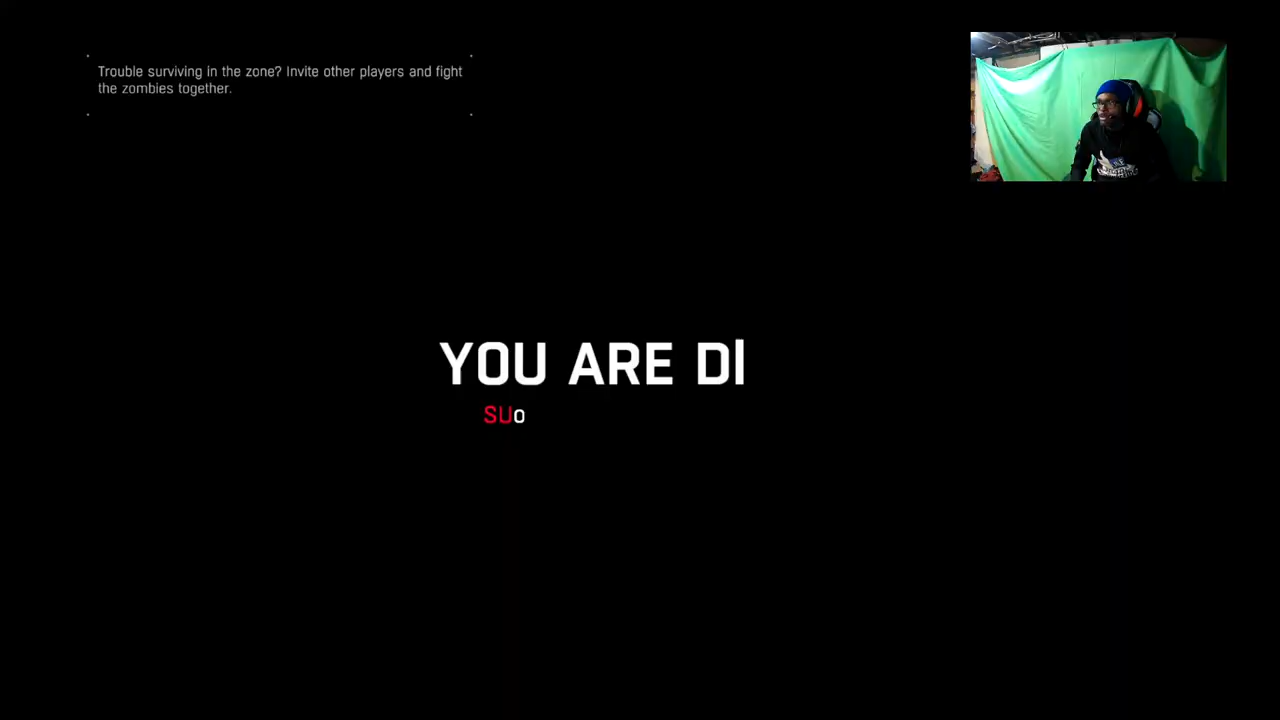 Trouble surviving in the zone? Invite other players and fight
the zombies together.
YOU ARE DI
SUo